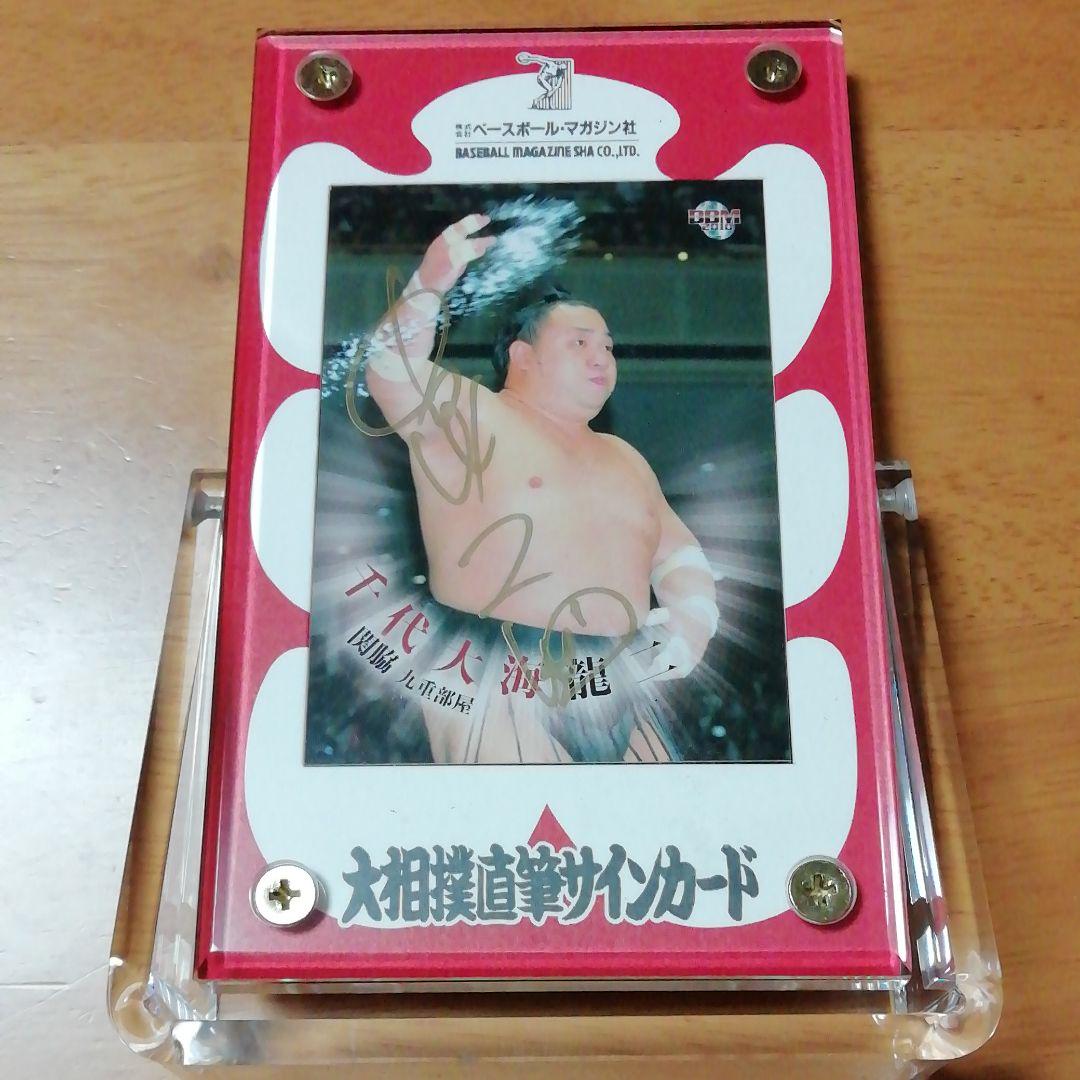 株式会社 ベースボール・マガジン社
BASEBALL MAGAZINE SHA CO.,LTD.
BBM
2010
千代大海龍二
関脇 九重部屋
大相撲直筆サインカード